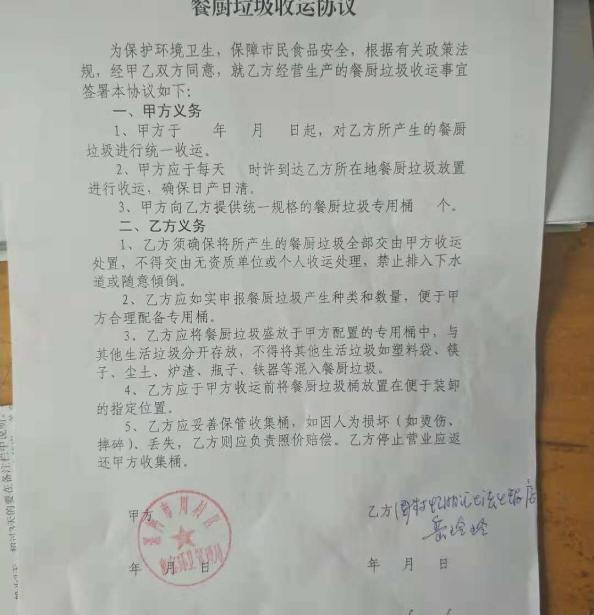 餐厨垃圾收运协议
为保护环境卫生，保障市民食品安全，根据有关政策法
规，经甲乙双方同意，就乙方经营生产的餐厨垃圾收运事宜
签署本协议如下：
一、甲方义务
1、甲方于 年 月 日起，对乙方所产生的餐厨
垃圾进行统一收运。
2、甲方应于每天 时许到达乙方所在地餐厨垃圾放置
进行收运，确保日产日清。
3、甲方向乙方提供统一规格的餐厨垃圾专用桶 个。
二、乙方义务
1、乙方须确保将所产生的餐厨垃圾全部交由甲方收运
处置，不得交由无资质单位或个人收运处理，禁止排入下水
道或随意倾倒。
2、乙方应如实申报餐厨垃圾产生种类和数量，便于甲
方合理配备专用桶。
3、乙方应将餐厨垃圾盛放于甲方配置的专用桶中，与
其他生活垃圾分开存放，不得将其他生活垃圾如塑料袋、筷
子、尘土、炉渣、瓶子、铁器等混入餐厨垃圾。
4、乙方应于甲方收运前将餐厨垃圾桶放置在便于装卸
的指定位置。
5、乙方应妥善保管收集桶，如因人为损坏（如烫伤、
摔碎）、丢失，乙方则应负责照价赔偿。乙方停止营业应返
还甲方收集桶。
甲方
乙方
年 月 日
年 月 日
天的要在备注栏中说明